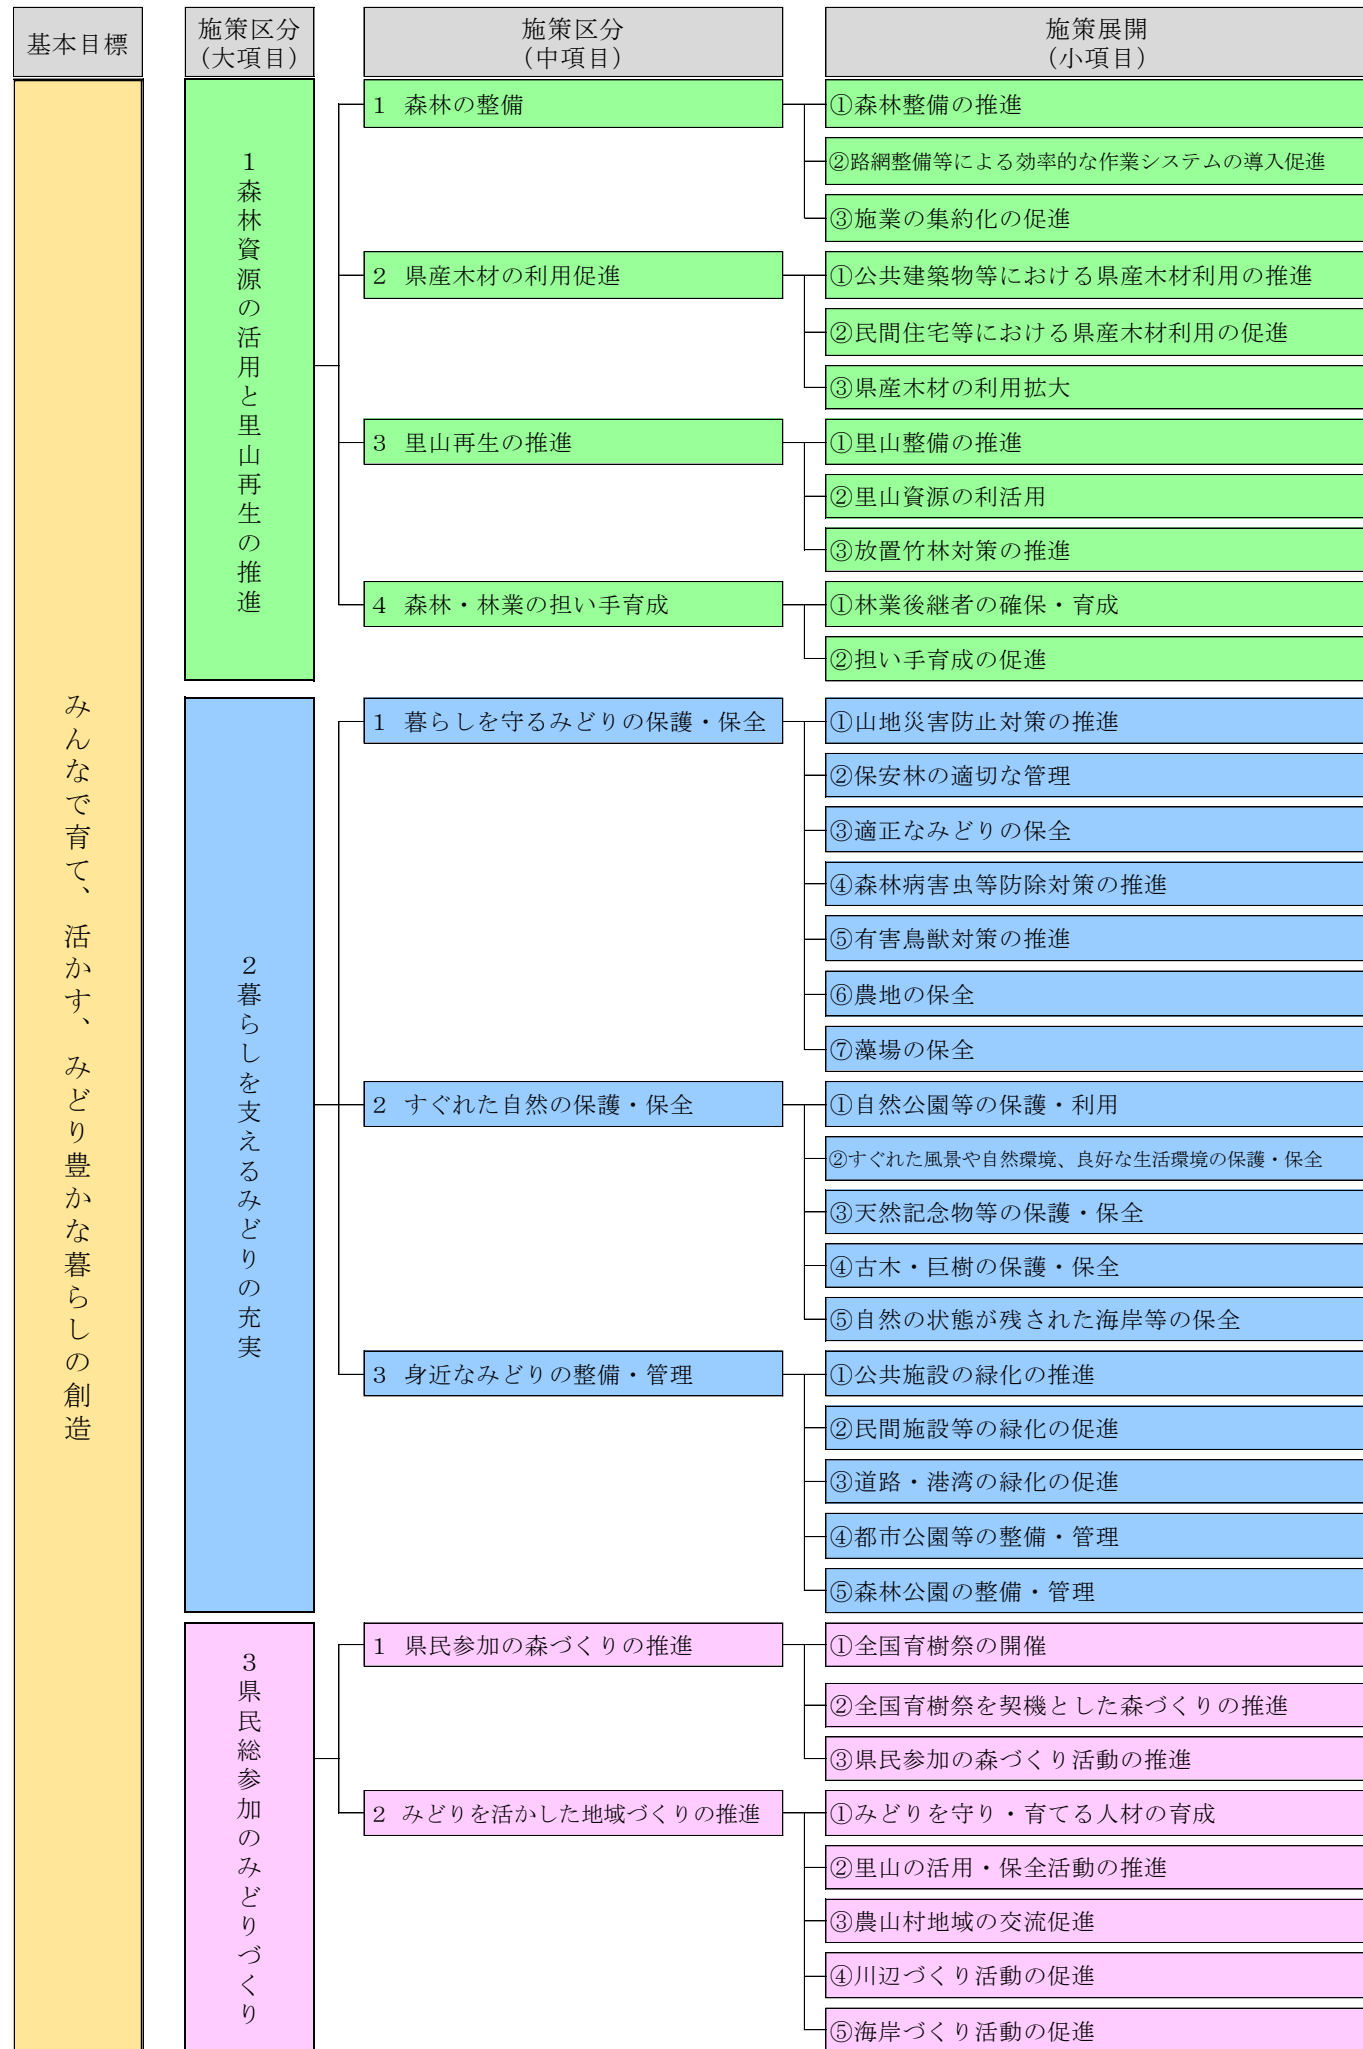 基本目標
施策区分
（大項目）
施策区分
（中項目）
施策展開
（小項目）
みんなで育て、活かす、みどり豊かな暮らしの創造
１森林資源の活用と里山再生の推進
１ 森林の整備
①森林整備の推進
②路網整備等による効率的な作業システムの導入促進
③施業の集約化の促進
２ 県産木材の利用促進
①公共建築物等における県産木材利用の推進
②民間住宅等における県産木材利用の促進
③県産木材の利用拡大
３ 里山再生の推進
①里山整備の推進
②里山資源の利活用
③放置竹林対策の推進
４ 森林・林業の担い手育成
①林業後継者の確保・育成
②担い手育成の促進
２暮らしを支えるみどりの充実
１ 暮らしを守るみどりの保護・保全
①山地災害防止対策の推進
②保安林の適切な管理
③適正なみどりの保全
④森林病害虫等防除対策の推進
⑤有害鳥獣対策の推進
⑥農地の保全
⑦藻場の保全
２ すぐれた自然の保護・保全
①自然公園等の保護・利用
②すぐれた風景や自然環境、良好な生活環境の保護・保全
③天然記念物等の保護・保全
④古木・巨樹の保護・保全
⑤自然の状態が残された海岸等の保全
３ 身近なみどりの整備・管理
①公共施設の緑化の推進
②民間施設等の緑化の促進
③道路・港湾の緑化の促進
④都市公園等の整備・管理
⑤森林公園の整備・管理
３県民総参加のみどりづくり
１ 県民参加の森づくりの推進
①全国育樹祭の開催
②全国育樹祭を契機とした森づくりの推進
③県民参加の森づくり活動の推進
２ みどりを活かした地域づくりの推進
①みどりを守り・育てる人材の育成
②里山の活用・保全活動の推進
③農山村地域の交流促進
④川辺づくり活動の促進
⑤海岸づくり活動の促進